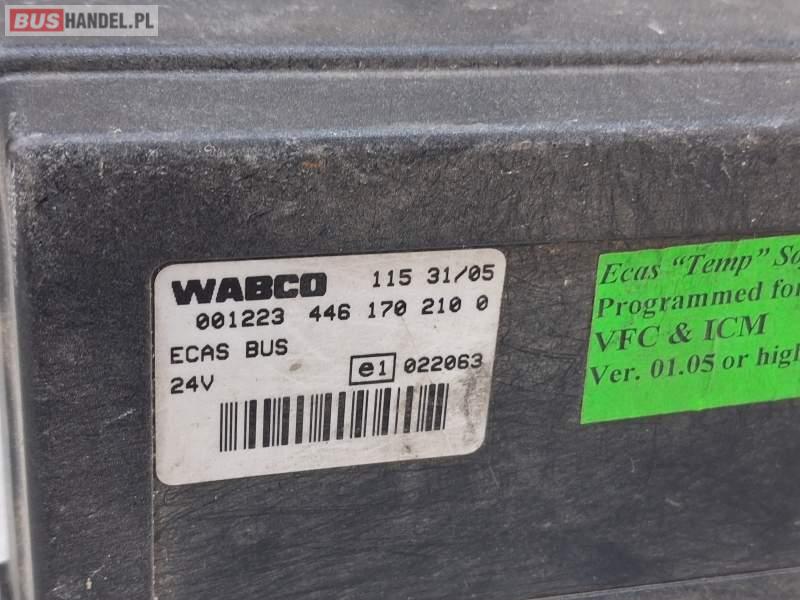 BUSHANDEL.PL
WABCO 115 31/05
001223 446 170 210 0
ECAS BUS
24V e1 022063
Ecas "Temp"
Programmed for
VFC & ICM
Ver. 01.05 or